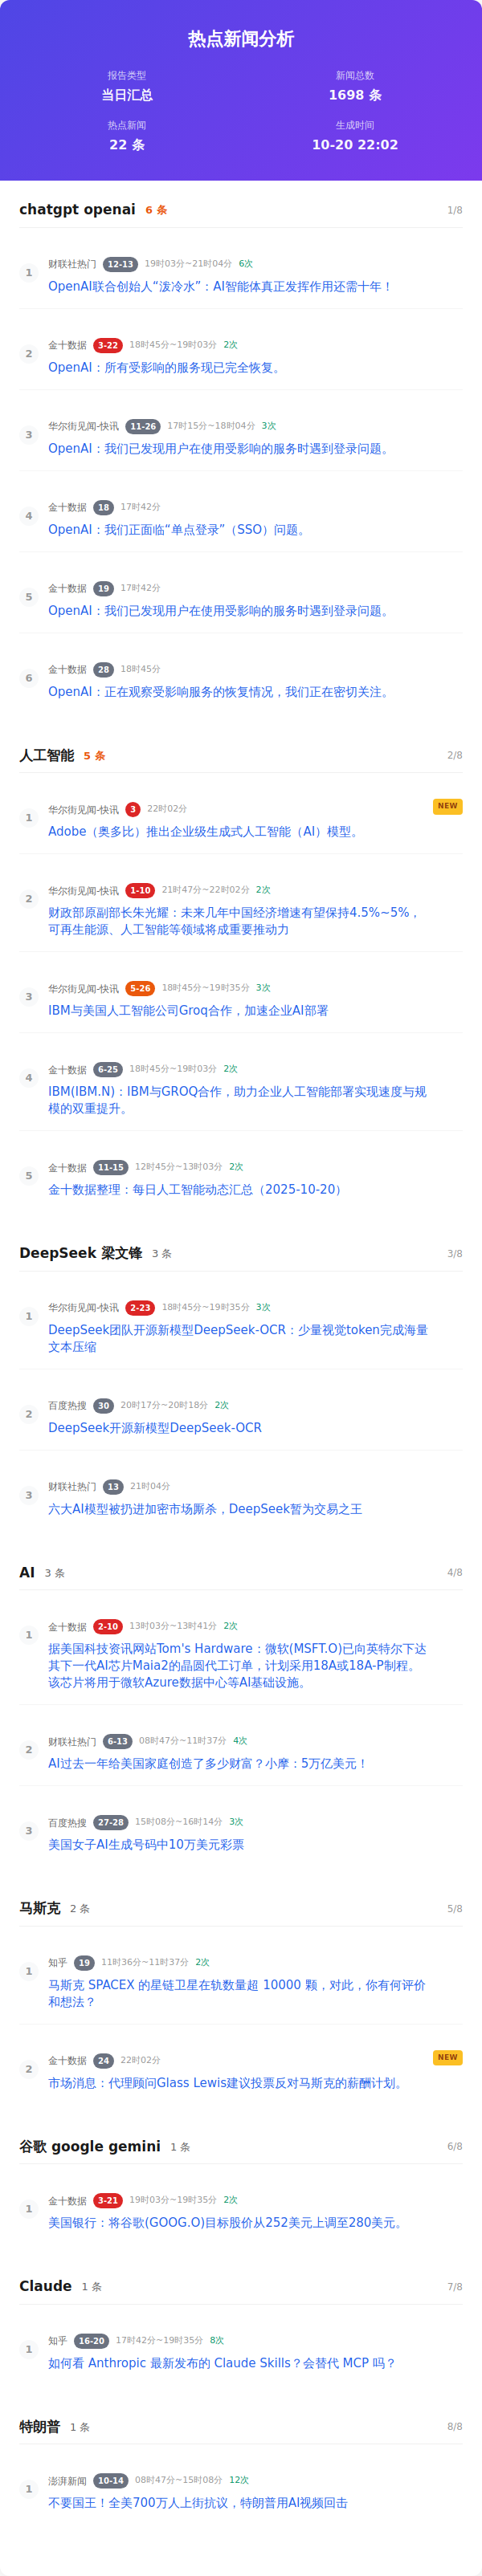 热点新闻分析
报告类型
当日汇总
新闻总数
1698 条
热点新闻
22 条
生成时间
10-20 22:02
chatgpt openai 6 条 1/8
1
财联社热门 12-13 19时03分~21时04分 6次
OpenAI联合创始人“泼冷水”：AI智能体真正发挥作用还需十年！
2
金十数据 3-22 18时45分~19时03分 2次
OpenAI：所有受影响的服务现已完全恢复。
3
华尔街见闻-快讯 11-26 17时15分~18时04分 3次
OpenAI：我们已发现用户在使用受影响的服务时遇到登录问题。
4
金十数据 18 17时42分
OpenAI：我们正面临“单点登录”（SSO）问题。
5
金十数据 19 17时42分
OpenAI：我们已发现用户在使用受影响的服务时遇到登录问题。
6
金十数据 28 18时45分
OpenAI：正在观察受影响服务的恢复情况，我们正在密切关注。
人工智能 5 条 2/8
1
华尔街见闻-快讯 3 22时02分 NEW
Adobe（奥多比）推出企业级生成式人工智能（AI）模型。
2
华尔街见闻-快讯 1-10 21时47分~22时02分 2次
财政部原副部长朱光耀：未来几年中国经济增速有望保持4.5%~5%，
可再生能源、人工智能等领域将成重要推动力
3
华尔街见闻-快讯 5-26 18时45分~19时35分 3次
IBM与美国人工智能公司Groq合作，加速企业AI部署
4
金十数据 6-25 18时45分~19时03分 2次
IBM(IBM.N)：IBM与GROQ合作，助力企业人工智能部署实现速度与规
模的双重提升。
5
金十数据 11-15 12时45分~13时03分 2次
金十数据整理：每日人工智能动态汇总（2025-10-20）
DeepSeek 梁文锋 3 条 3/8
1
华尔街见闻-快讯 2-23 18时45分~19时35分 3次
DeepSeek团队开源新模型DeepSeek-OCR：少量视觉token完成海量
文本压缩
2
百度热搜 30 20时17分~20时18分 2次
DeepSeek开源新模型DeepSeek-OCR
3
财联社热门 13 21时04分
六大AI模型被扔进加密市场厮杀，DeepSeek暂为交易之王
AI 3 条 4/8
1
金十数据 2-10 13时03分~13时41分 2次
据美国科技资讯网站Tom's Hardware：微软(MSFT.O)已向英特尔下达
其下一代AI芯片Maia2的晶圆代工订单，计划采用18A或18A-P制程。
该芯片将用于微软Azure数据中心等AI基础设施。
2
财联社热门 6-13 08时47分~11时37分 4次
AI过去一年给美国家庭创造了多少财富？小摩：5万亿美元！
3
百度热搜 27-28 15时08分~16时14分 3次
美国女子AI生成号码中10万美元彩票
马斯克 2 条 5/8
1
知乎 19 11时36分~11时37分 2次
马斯克 SPACEX 的星链卫星在轨数量超 10000 颗，对此，你有何评价
和想法？
2
金十数据 24 22时02分 NEW
市场消息：代理顾问Glass Lewis建议投票反对马斯克的薪酬计划。
谷歌 google gemini 1 条 6/8
1
金十数据 3-21 19时03分~19时35分 2次
美国银行：将谷歌(GOOG.O)目标股价从252美元上调至280美元。
Claude 1 条 7/8
1
知乎 16-20 17时42分~19时35分 8次
如何看 Anthropic 最新发布的 Claude Skills？会替代 MCP 吗？
特朗普 1 条 8/8
1
澎湃新闻 10-14 08时47分~15时08分 12次
不要国王！全美700万人上街抗议，特朗普用AI视频回击